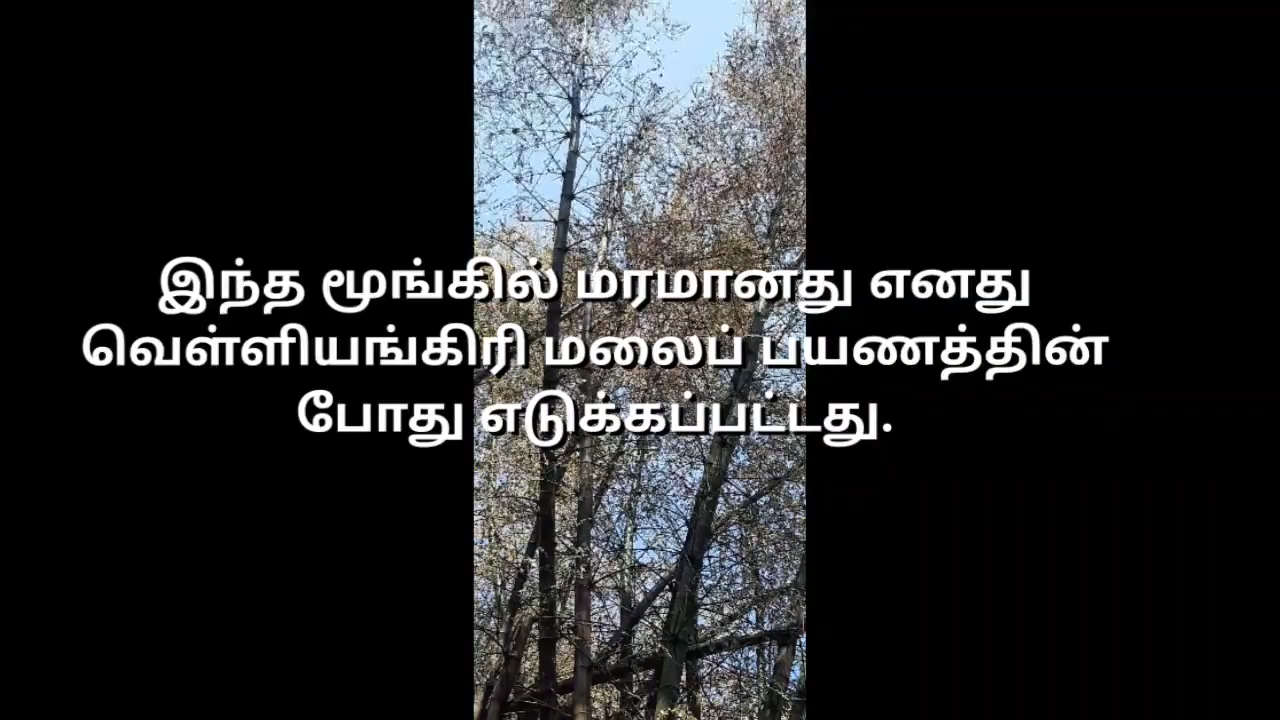 இந்த மூங்கில் மரமானது எனது
வெள்ளியங்கிரி மலைப் பயணத்தின்
போது எடுக்கப்பட்டது.